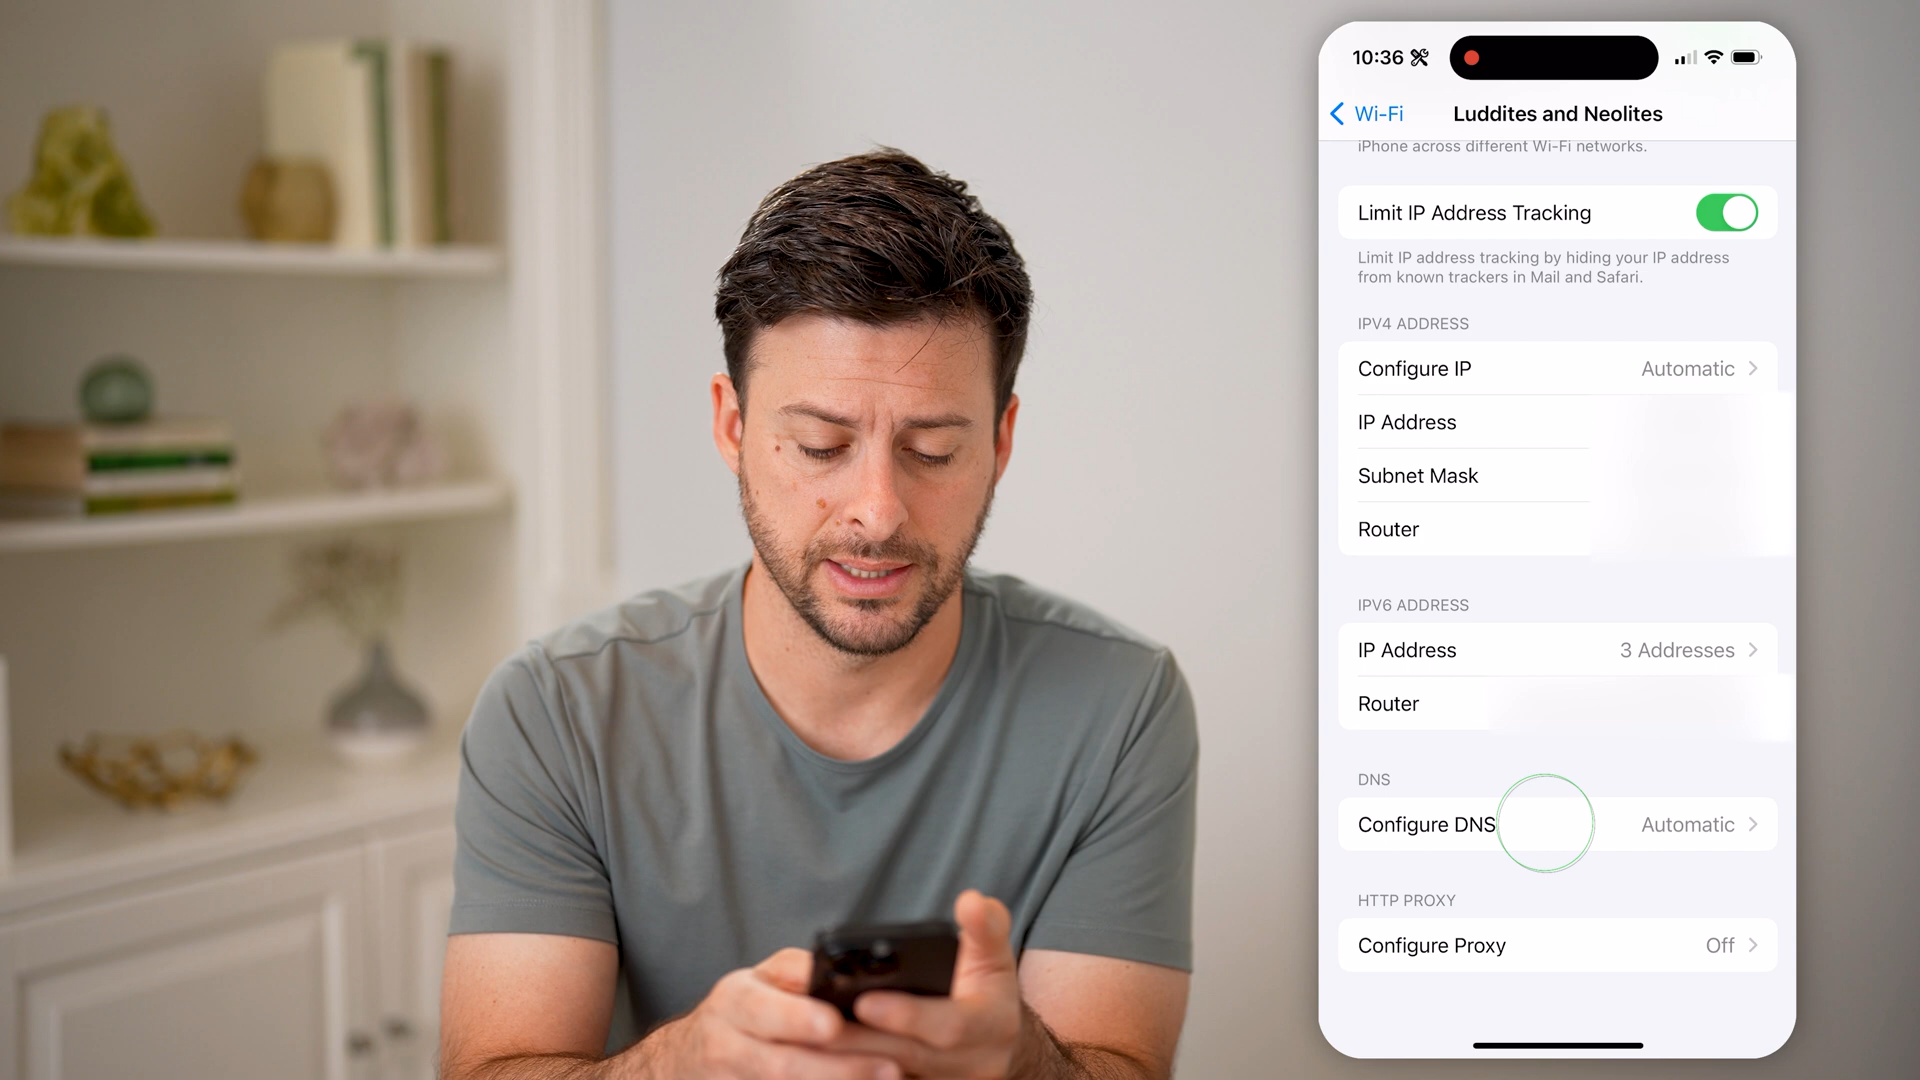 10:36
Wi-Fi
Luddites and Neolites
iPhone across different Wi-Fi networks.
Limit IP Address Tracking
Limit IP address tracking by hiding your IP address
from known trackers in Mail and Safari.
IPV4 ADDRESS
Configure IP Automatic
IP Address
Subnet Mask
Router
IPV6 ADDRESS
IP Address 3 Addresses
Router
DNS
Configure DNS Automatic
HTTP PROXY
Configure Proxy Off